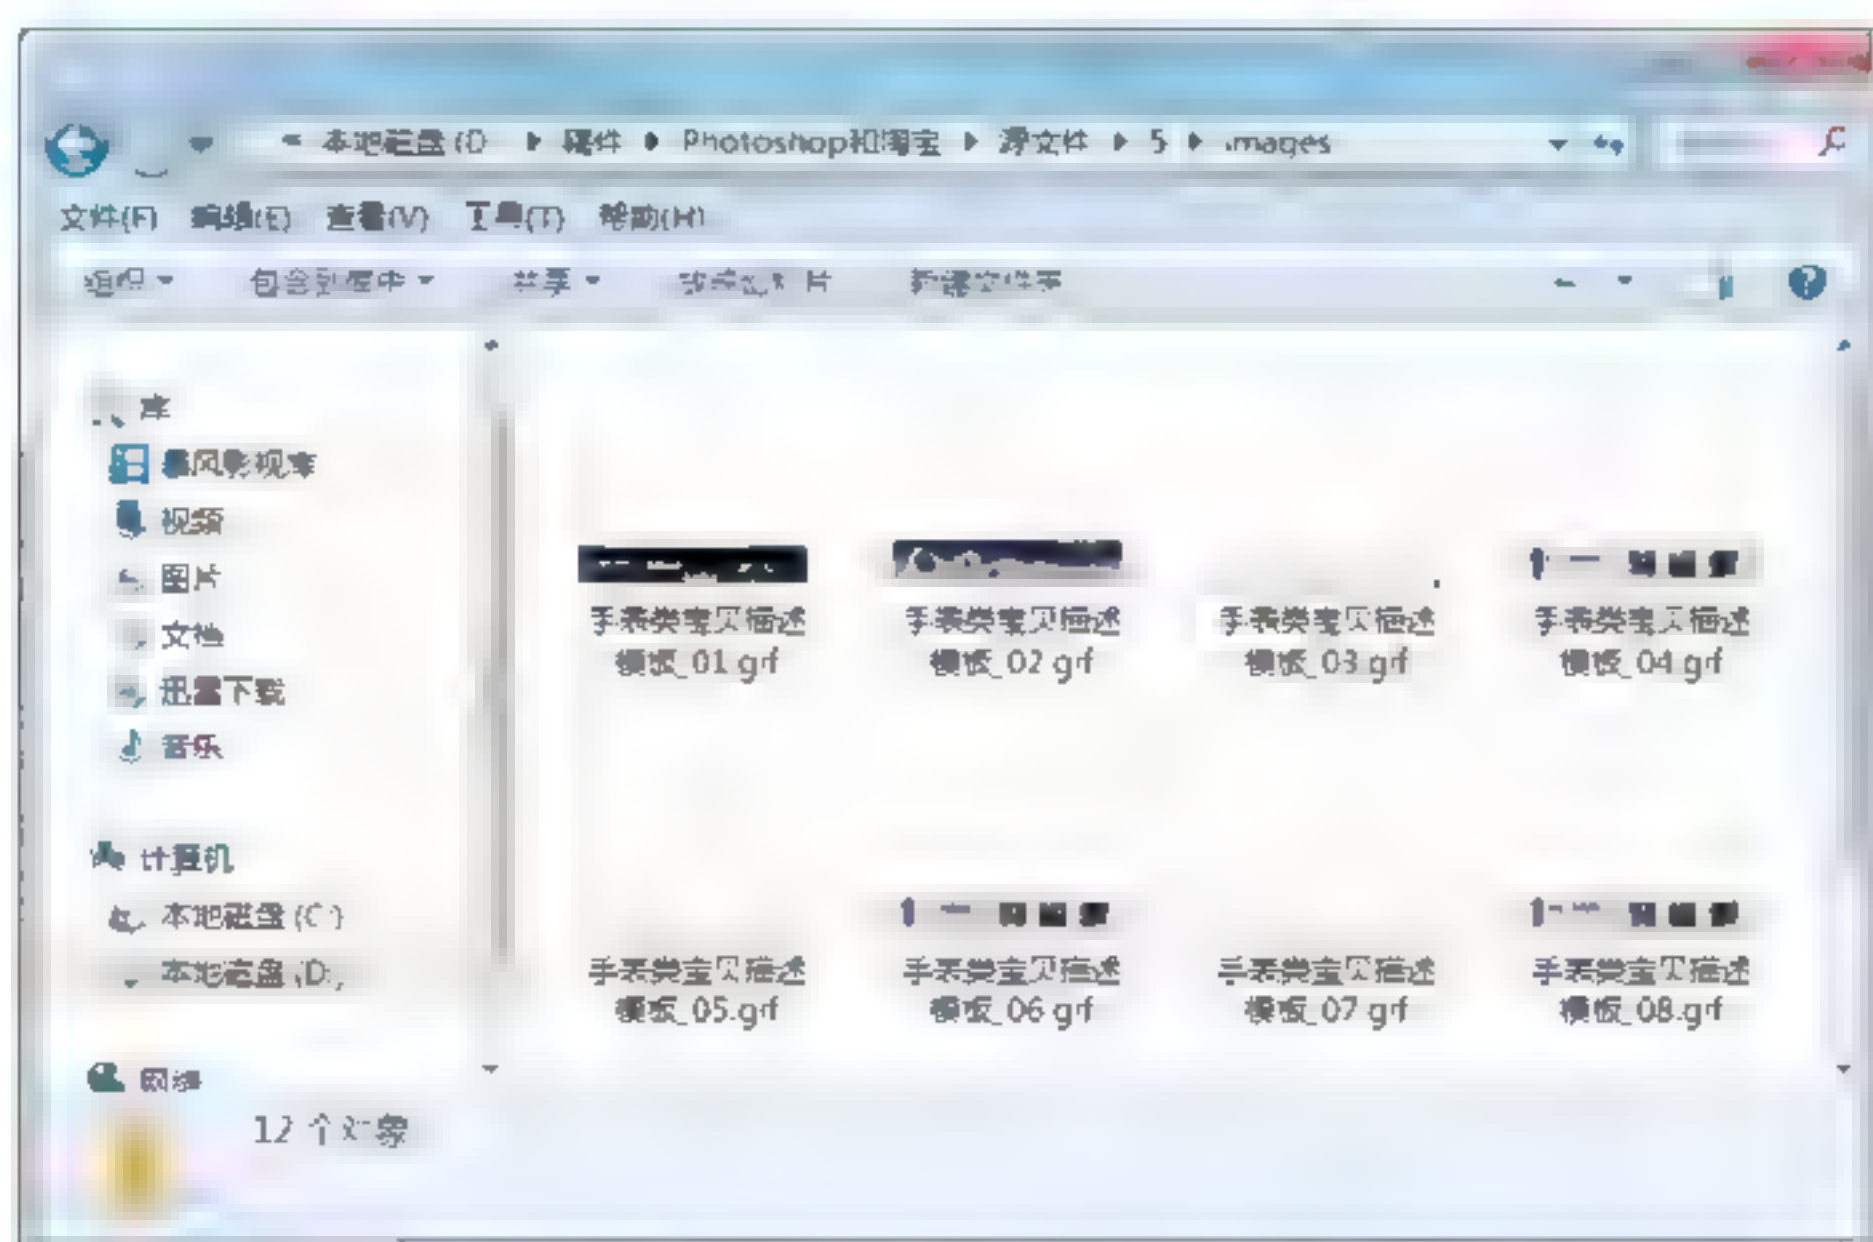 本地磁盘 (D ▸ 硬件 ▸ Photoshop和淘宝 ▸ 源文件 ▸ 5 ▸ images
文件(F) 编辑(E) 查看(V) 工具(T) 帮助(H)
组织 包含到库中 共享 放映幻灯片 新建文件夹
库
暴风影视库
视频
图片
文档
迅雷下载
音乐
计算机
本地磁盘 (C:)
本地磁盘 (D:)
网络
手表类宝贝描述
模板_01.gif
手表类宝贝描述
模板_02.gif
手表类宝贝描述
模板_03.gif
手表类宝贝描述
模板_04.gif
手表类宝贝描述
模板_05.gif
手表类宝贝描述
模板_06.gif
手表类宝贝描述
模板_07.gif
手表类宝贝描述
模板_08.gif
12 个对象